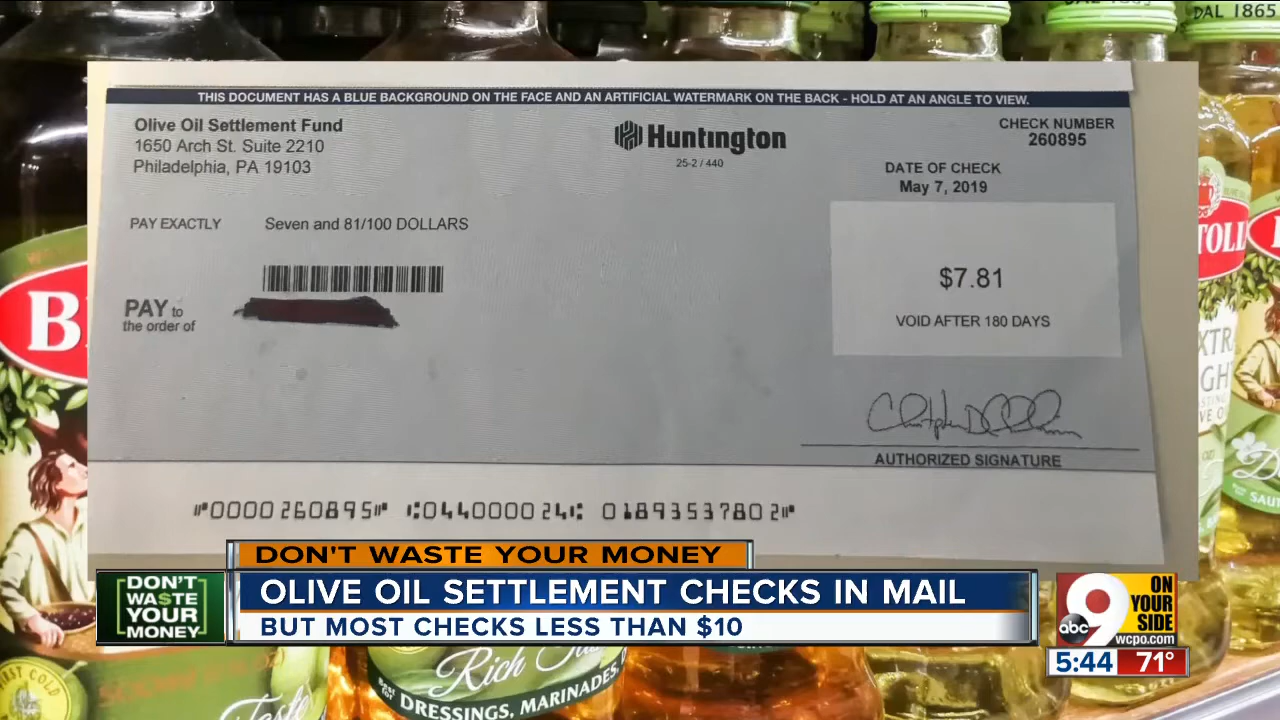 DAL 1865
THIS DOCUMENT HAS A BLUE BACKGROUND ON THE FACE AND AN ARTIFICIAL WATERMARK ON THE BACK - HOLD AT AN ANGLE TO VIEW.
Olive Oil Settlement Fund
1650 Arch St. Suite 2210
Philadelphia, PA 19103
Huntington
25-2 / 440
CHECK NUMBER
260895
DATE OF CHECK
May 7, 2019
PAY EXACTLY Seven and 81/100 DOLLARS
$7.81
VOID AFTER 180 DAYS
PAY to
the order of
AUTHORIZED SIGNATURE
⑈0000260895⑈ ⑆044000024⑆ 01893537802⑈
DON'T WASTE YOUR MONEY
OLIVE OIL SETTLEMENT CHECKS IN MAIL
BUT MOST CHECKS LESS THAN $10
DON'T
WA$TE
YOUR
MONEY
abc 9 ON
YOUR
SIDE
wcpo.com
5:44 71°
Rich
DRESSINGS, MARINADES